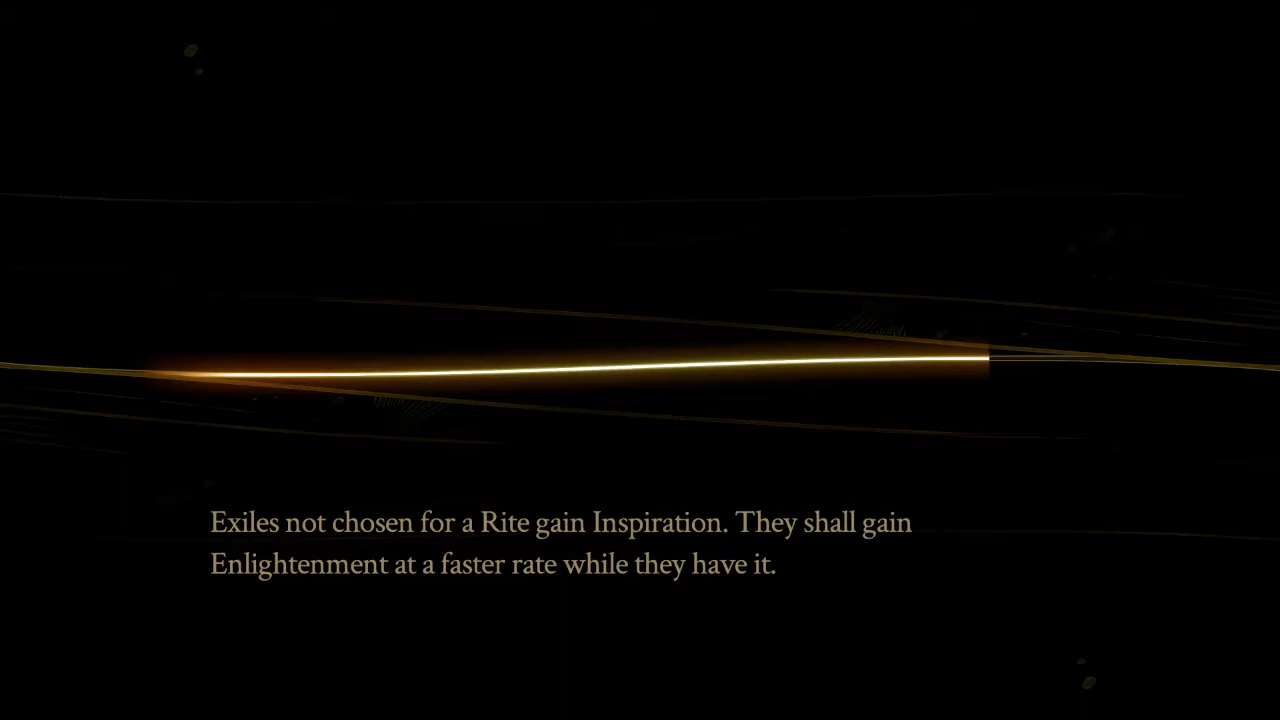 Exiles not chosen for a Rite gain Inspiration. They shall gain
Enlightenment at a faster rate while they have it.